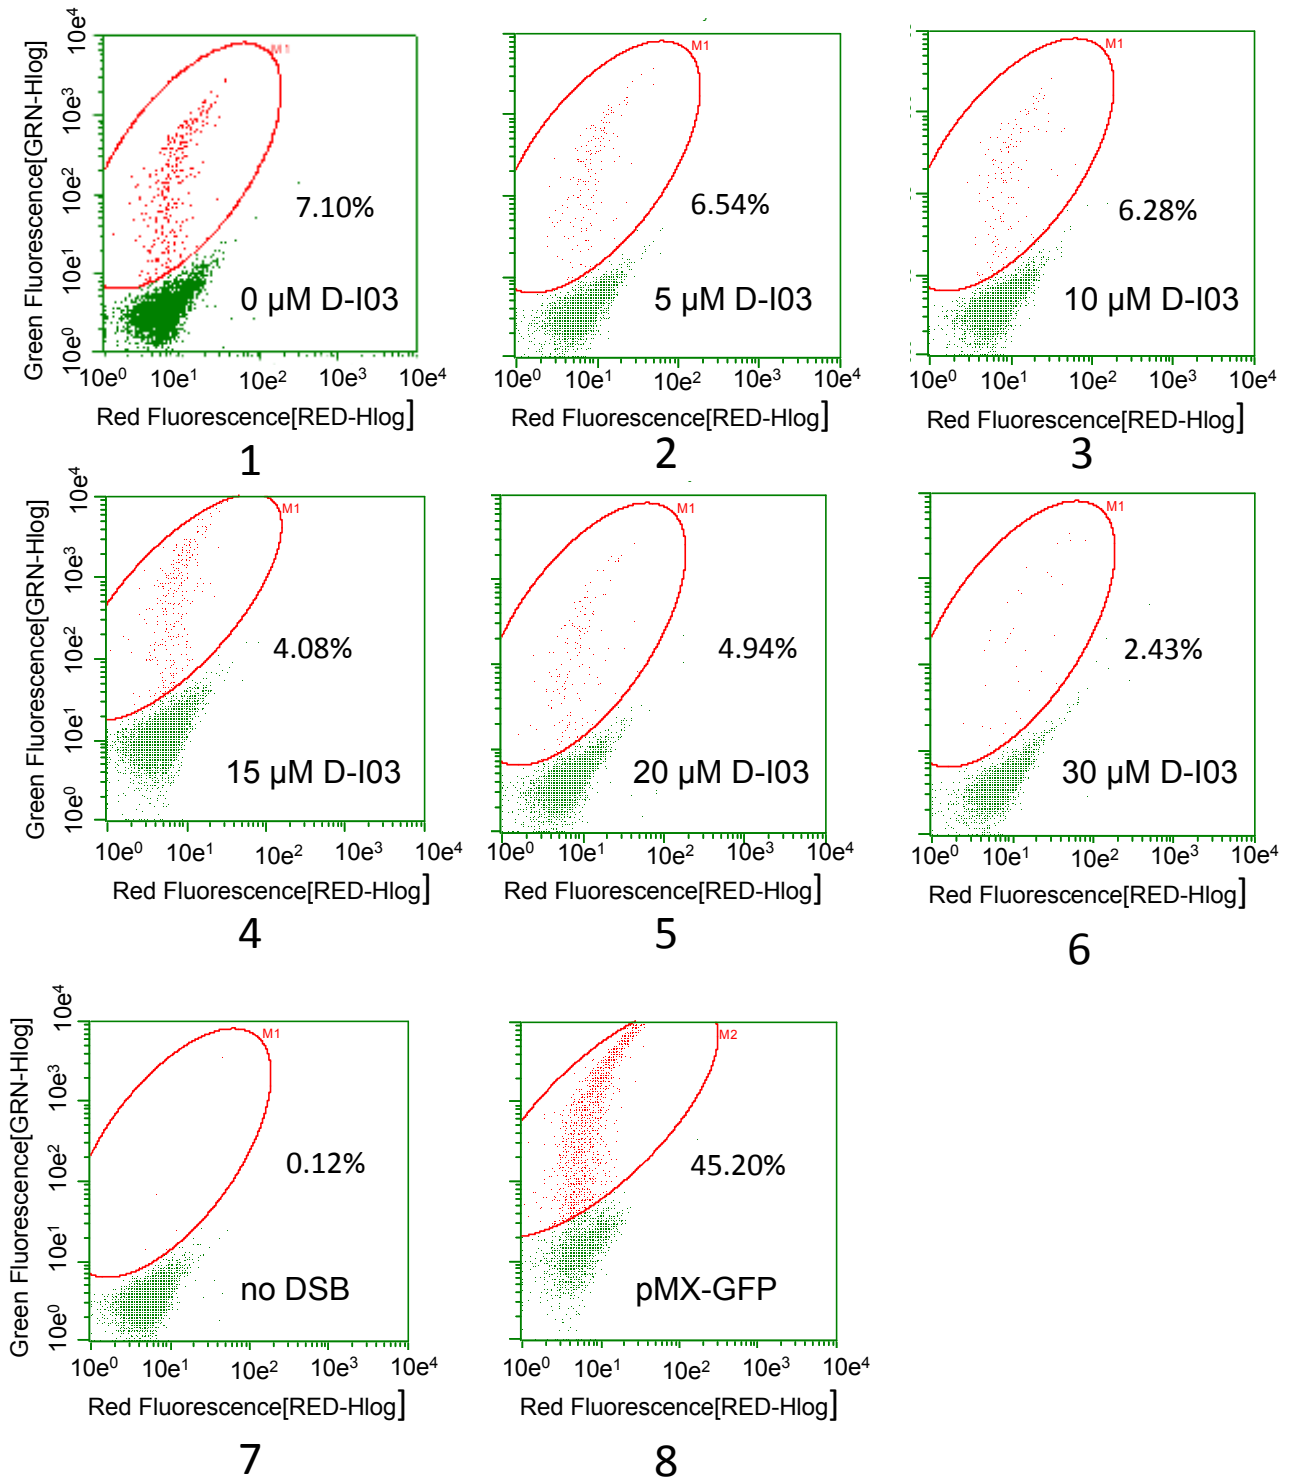 Green Fluorescence[GRN-Hlog]
10e⁴
10e³
10e²
10e¹
10e⁰
M1
7.10%
0 µM D-I03
10e⁰ 10e¹ 10e² 10e³ 10e⁴
Red Fluorescence[RED-Hlog]
1
M1
6.54%
5 µM D-I03
10e⁰ 10e¹ 10e² 10e³ 10e⁴
Red Fluorescence[RED-Hlog]
2
M1
6.28%
10 µM D-I03
10e⁰ 10e¹ 10e² 10e³ 10e⁴
Red Fluorescence[RED-Hlog]
3
Green Fluorescence[GRN-Hlog]
10e⁴
10e³
10e²
10e¹
10e⁰
M1
4.08%
15 µM D-I03
10e⁰ 10e¹ 10e² 10e³ 10e⁴
Red Fluorescence[RED-Hlog]
4
M1
4.94%
20 µM D-I03
10e⁰ 10e¹ 10e² 10e³ 10e⁴
Red Fluorescence[RED-Hlog]
5
M1
2.43%
30 µM D-I03
10e⁰ 10e¹ 10e² 10e³ 10e⁴
Red Fluorescence[RED-Hlog]
6
Green Fluorescence[GRN-Hlog]
10e⁴
10e³
10e²
10e¹
10e⁰
M1
0.12%
no DSB
10e⁰ 10e¹ 10e² 10e³ 10e⁴
Red Fluorescence[RED-Hlog]
7
M2
45.20%
pMX-GFP
10e⁰ 10e¹ 10e² 10e³ 10e⁴
Red Fluorescence[RED-Hlog]
8